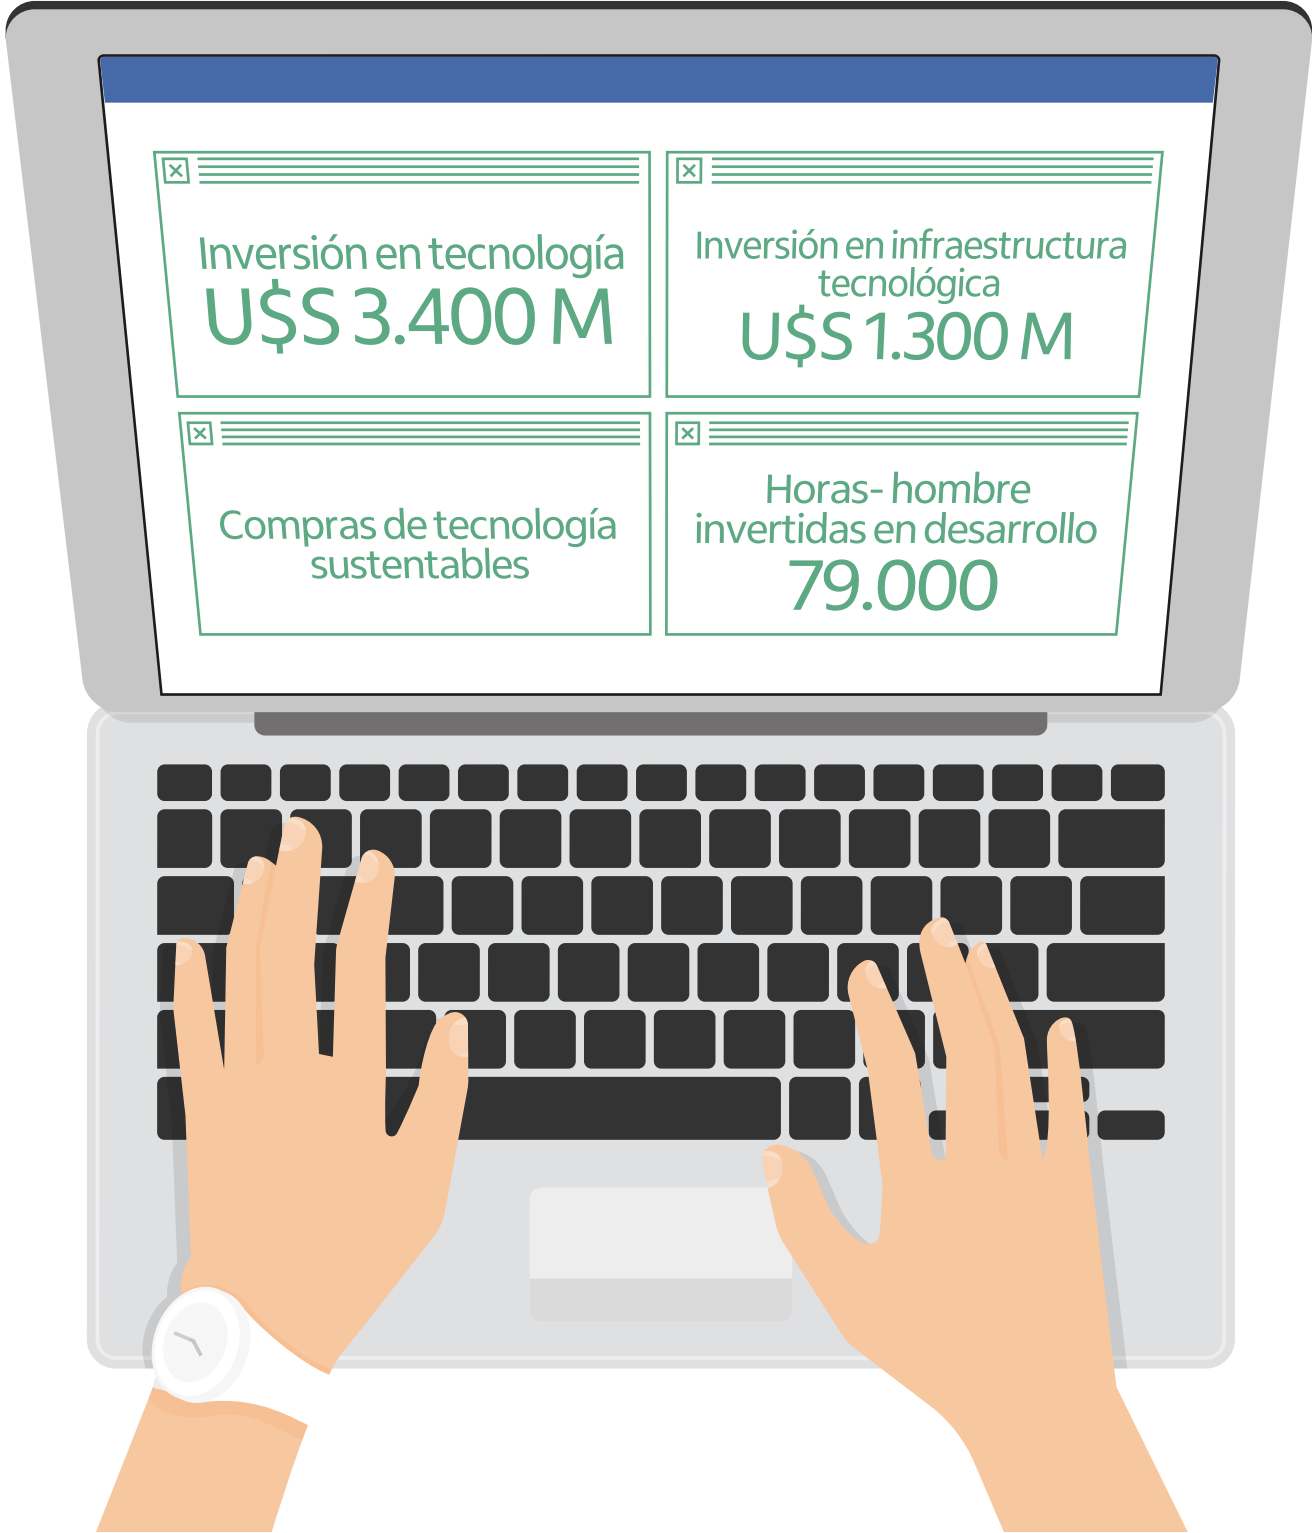 Inversión en tecnología
U$S 3.400 M
Inversión en infraestructura
tecnológica
U$S 1.300 M
Compras de tecnología
sustentables
Horas- hombre
invertidas en desarrollo
79.000